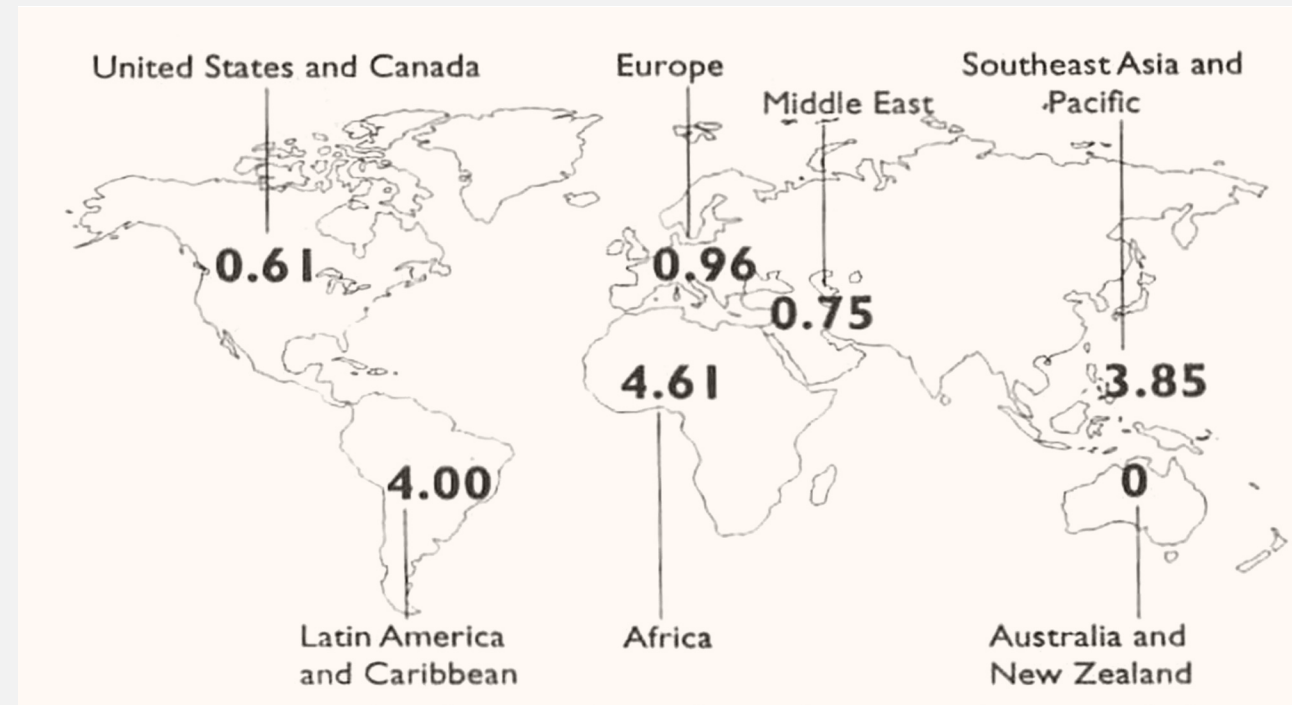 United States and Canada
Europe
Southeast Asia and
Pacific
Middle East
0.61
0.96
0.75
4.61
3.85
4.00
0
Latin America
and Caribbean
Africa
Australia and
New Zealand